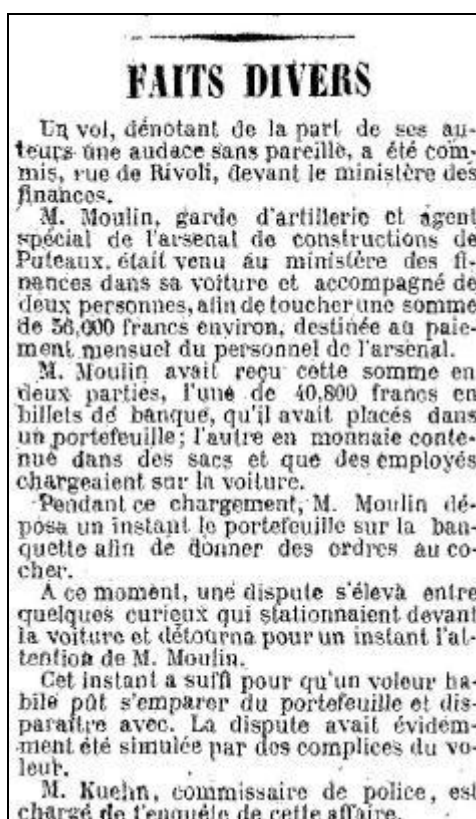 FAITS DIVERS
Un vol, dénotant de la part de ses au-
teurs une audace sans pareille, a été com-
mis, rue de Rivoli, devant le ministère des
finances.
M. Moulin, garde d'artillerie et agent
spécial de l'arsenal de constructions de
Puteaux, était venu au ministère des fi-
nances dans sa voiture et accompagné de
deux personnes, afin de toucher une somme
de 56,000 francs environ, destinée au paie-
ment mensuel du personnel de l'arsenal.
M. Moulin avait reçu cette somme en
deux parties, l'une de 40,800 francs en
billets de banque, qu'il avait placés dans
un portefeuille; l'autre en monnaie conte-
nue dans des sacs et que des employés
chargeaient sur la voiture.
Pendant ce chargement, M. Moulin dé-
posa un instant le portefeuille sur la ban-
quette afin de donner des ordres au co-
cher.
A ce moment, une dispute s'éleva entre
quelques curieux qui stationnaient devant
la voiture et détourna pour un instant l'at-
tention de M. Moulin.
Cet instant a suffi pour qu'un voleur ha-
bile pût s'emparer du portefeuille et dis-
paraître avec. La dispute avait évidem-
ment été simulée par des complices du vo-
leur.
M. Kuehn, commissaire de police, est
chargé de l'enquête de cette affaire.